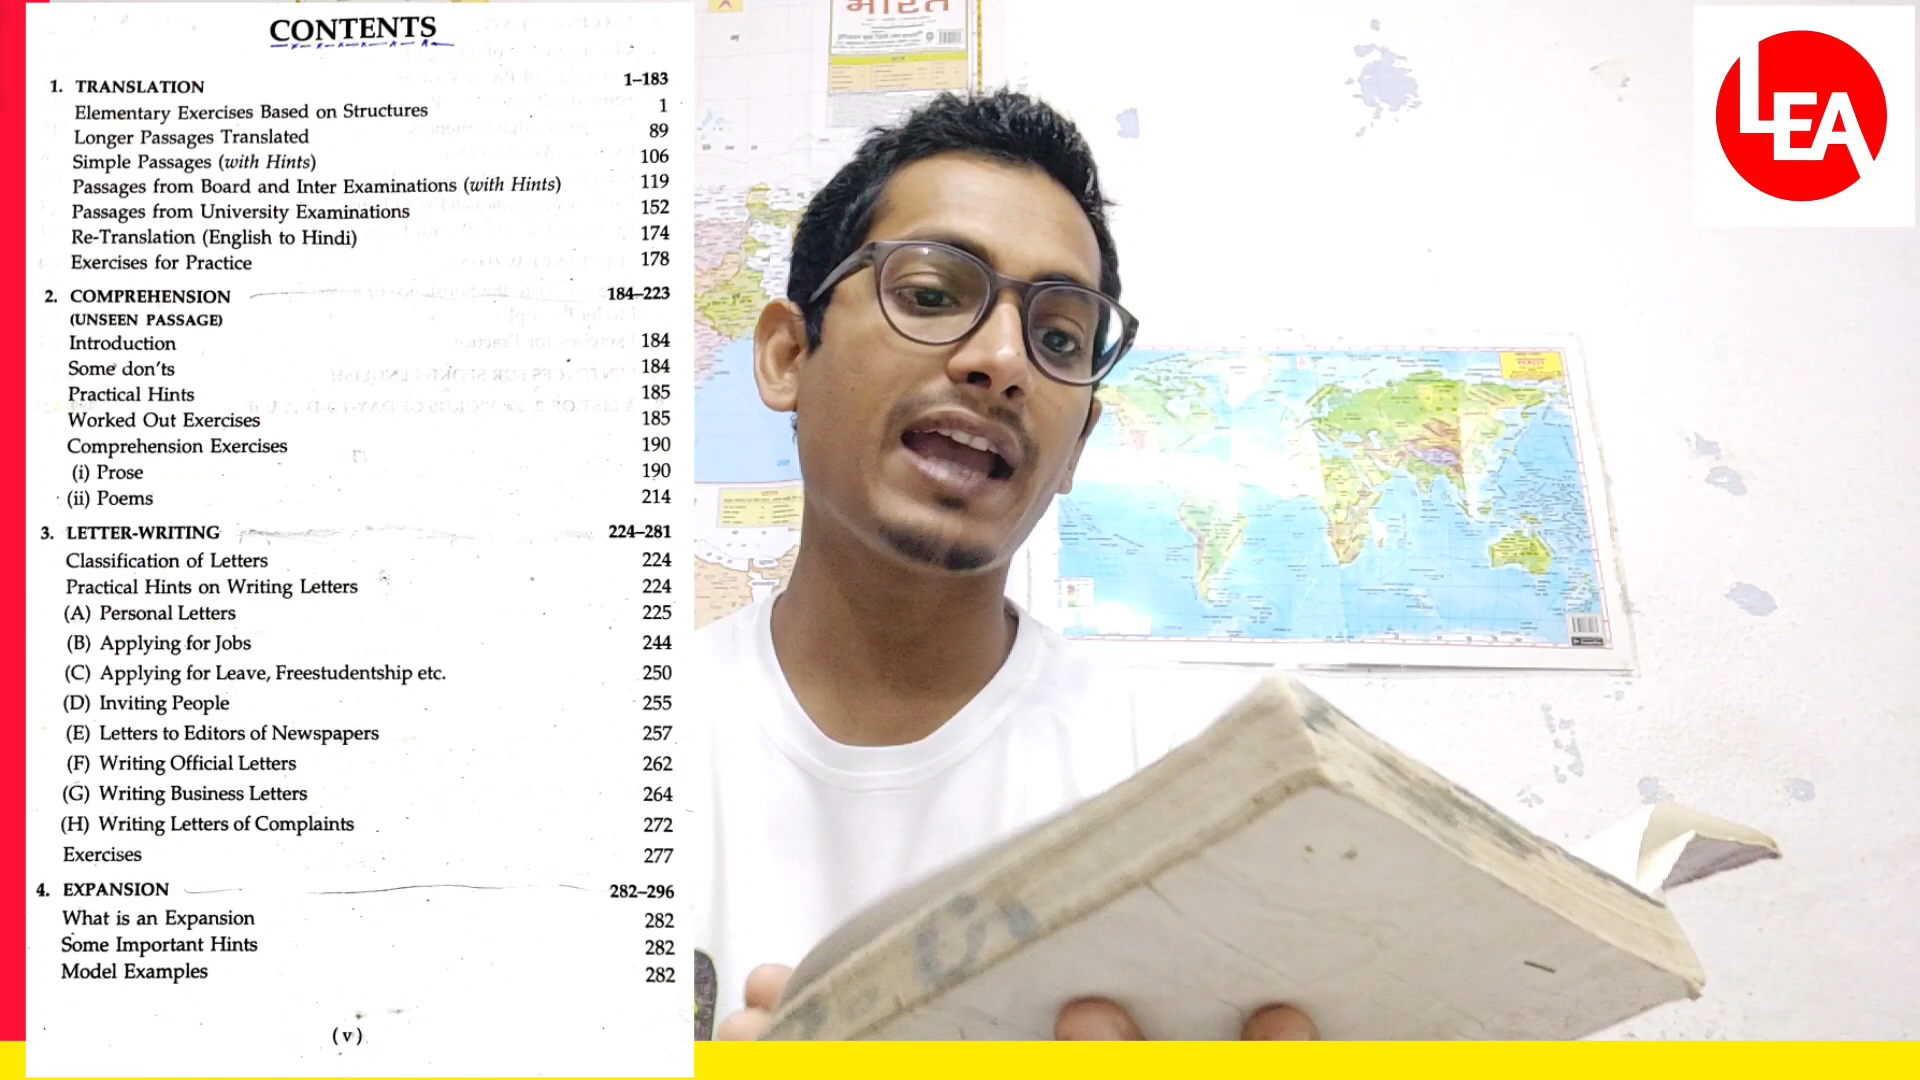 CONTENTS
1. TRANSLATION 1–183
Elementary Exercises Based on Structures 1
Longer Passages Translated 89
Simple Passages (with Hints) 106
Passages from Board and Inter Examinations (with Hints) 119
Passages from University Examinations 152
Re-Translation (English to Hindi) 174
Exercises for Practice 178
2. COMPREHENSION 184–223
(UNSEEN PASSAGE)
Introduction 184
Some don'ts 184
Practical Hints 185
Worked Out Exercises 185
Comprehension Exercises 190
(i) Prose 190
(ii) Poems 214
3. LETTER-WRITING 224–281
Classification of Letters 224
Practical Hints on Writing Letters 224
(A) Personal Letters 225
(B) Applying for Jobs 244
(C) Applying for Leave, Freestudentship etc. 250
(D) Inviting People 255
(E) Letters to Editors of Newspapers 257
(F) Writing Official Letters 262
(G) Writing Business Letters 264
(H) Writing Letters of Complaints 272
Exercises 277
4. EXPANSION 282–296
What is an Expansion 282
Some Important Hints 282
Model Examples 282
(v)
भारत
LEA